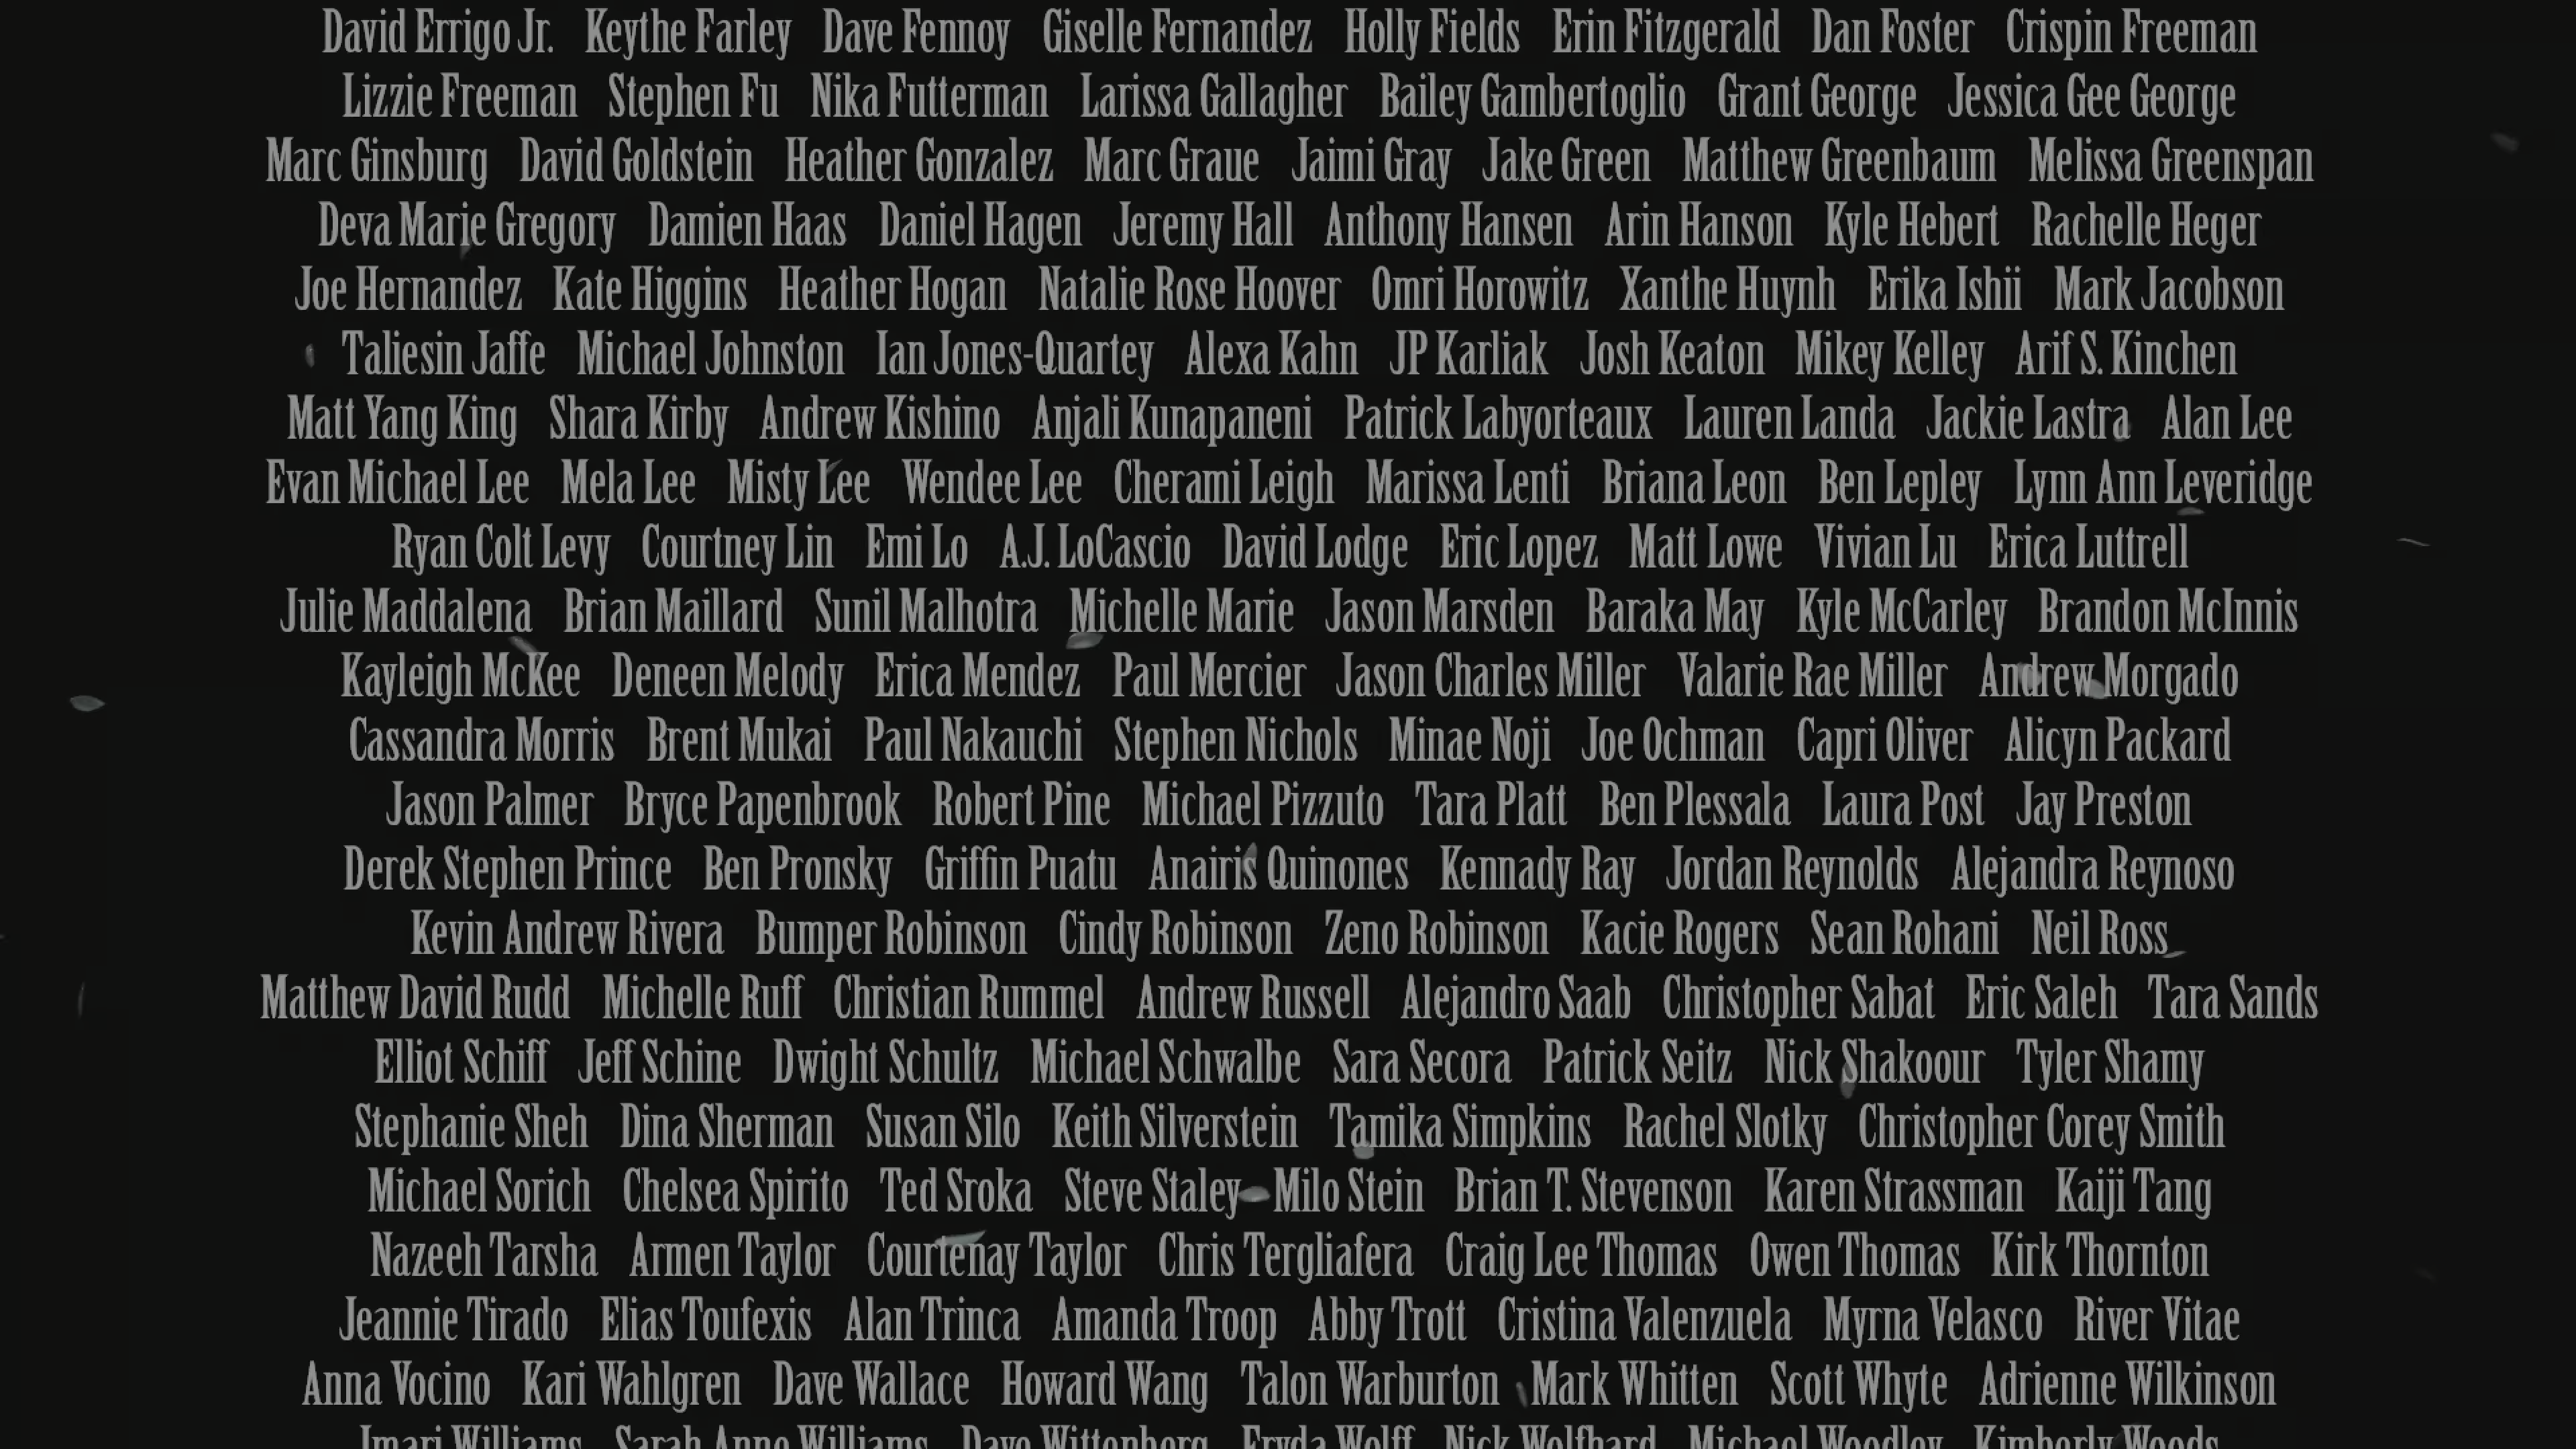 David Errigo Jr. Keythe Farley Dave Fennoy Giselle Fernandez Holly Fields Erin Fitzgerald Dan Foster Crispin Freeman
Lizzie Freeman Stephen Fu Nika Futterman Larissa Gallagher Bailey Gambertoglio Grant George Jessica Gee George
Marc Ginsburg David Goldstein Heather Gonzalez Marc Graue Jaimi Gray Jake Green Matthew Greenbaum Melissa Greenspan
Deva Marie Gregory Damien Haas Daniel Hagen Jeremy Hall Anthony Hansen Arin Hanson Kyle Hebert Rachelle Heger
Joe Hernandez Kate Higgins Heather Hogan Natalie Rose Hoover Omri Horowitz Xanthe Huynh Erika Ishii Mark Jacobson
Taliesin Jaffe Michael Johnston Ian Jones-Quartey Alexa Kahn JP Karliak Josh Keaton Mikey Kelley Arif S. Kinchen
Matt Yang King Shara Kirby Andrew Kishino Anjali Kunapaneni Patrick Labyorteaux Lauren Landa Jackie Lastra Alan Lee
Evan Michael Lee Mela Lee Misty Lee Wendee Lee Cherami Leigh Marissa Lenti Briana Leon Ben Lepley Lynn Ann Leveridge
Ryan Colt Levy Courtney Lin Emi Lo A.J. LoCascio David Lodge Eric Lopez Matt Lowe Vivian Lu Erica Luttrell
Julie Maddalena Brian Maillard Sunil Malhotra Michelle Marie Jason Marsden Baraka May Kyle McCarley Brandon McInnis
Kayleigh McKee Deneen Melody Erica Mendez Paul Mercier Jason Charles Miller Valarie Rae Miller Andrew Morgado
Cassandra Morris Brent Mukai Paul Nakauchi Stephen Nichols Minae Noji Joe Ochman Capri Oliver Alicyn Packard
Jason Palmer Bryce Papenbrook Robert Pine Michael Pizzuto Tara Platt Ben Plessala Laura Post Jay Preston
Derek Stephen Prince Ben Pronsky Griffin Puatu Anairis Quinones Kennady Ray Jordan Reynolds Alejandra Reynoso
Kevin Andrew Rivera Bumper Robinson Cindy Robinson Zeno Robinson Kacie Rogers Sean Rohani Neil Ross
Matthew David Rudd Michelle Ruff Christian Rummel Andrew Russell Alejandro Saab Christopher Sabat Eric Saleh Tara Sands
Elliot Schiff Jeff Schine Dwight Schultz Michael Schwalbe Sara Secora Patrick Seitz Nick Shakoour Tyler Shamy
Stephanie Sheh Dina Sherman Susan Silo Keith Silverstein Tamika Simpkins Rachel Slotky Christopher Corey Smith
Michael Sorich Chelsea Spirito Ted Sroka Steve Staley Milo Stein Brian T. Stevenson Karen Strassman Kaiji Tang
Nazeeh Tarsha Armen Taylor Courtenay Taylor Chris Tergliafera Craig Lee Thomas Owen Thomas Kirk Thornton
Jeannie Tirado Elias Toufexis Alan Trinca Amanda Troop Abby Trott Cristina Valenzuela Myrna Velasco River Vitae
Anna Vocino Kari Wahlgren Dave Wallace Howard Wang Talon Warburton Mark Whitten Scott Whyte Adrienne Wilkinson
Imari Williams Sarah Anne Williams Dave Wittenberg Fryda Wolff Nick Wolfhard Michael Woodley Kimberly Woods